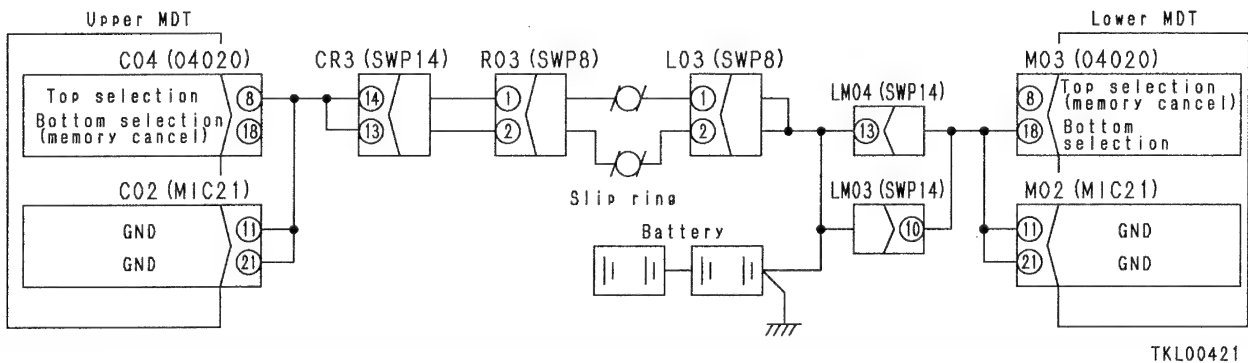 Upper MDT
Lower MDT
C04 (04020)
CR3 (SWP14)
R03 (SWP8)
L03 (SWP8)
M03 (04020)
LM04 (SWP14)
Top selection
8
14
1
1
8
Top selection
(memory cancel)
Bottom selection
(memory cancel)
18
13
2
2
13
18
Bottom
selection
C02 (MIC21)
Slip ring
LM03 (SWP14)
M02 (MIC21)
GND
11
Battery
10
11
GND
GND
21
21
GND
TKL00421